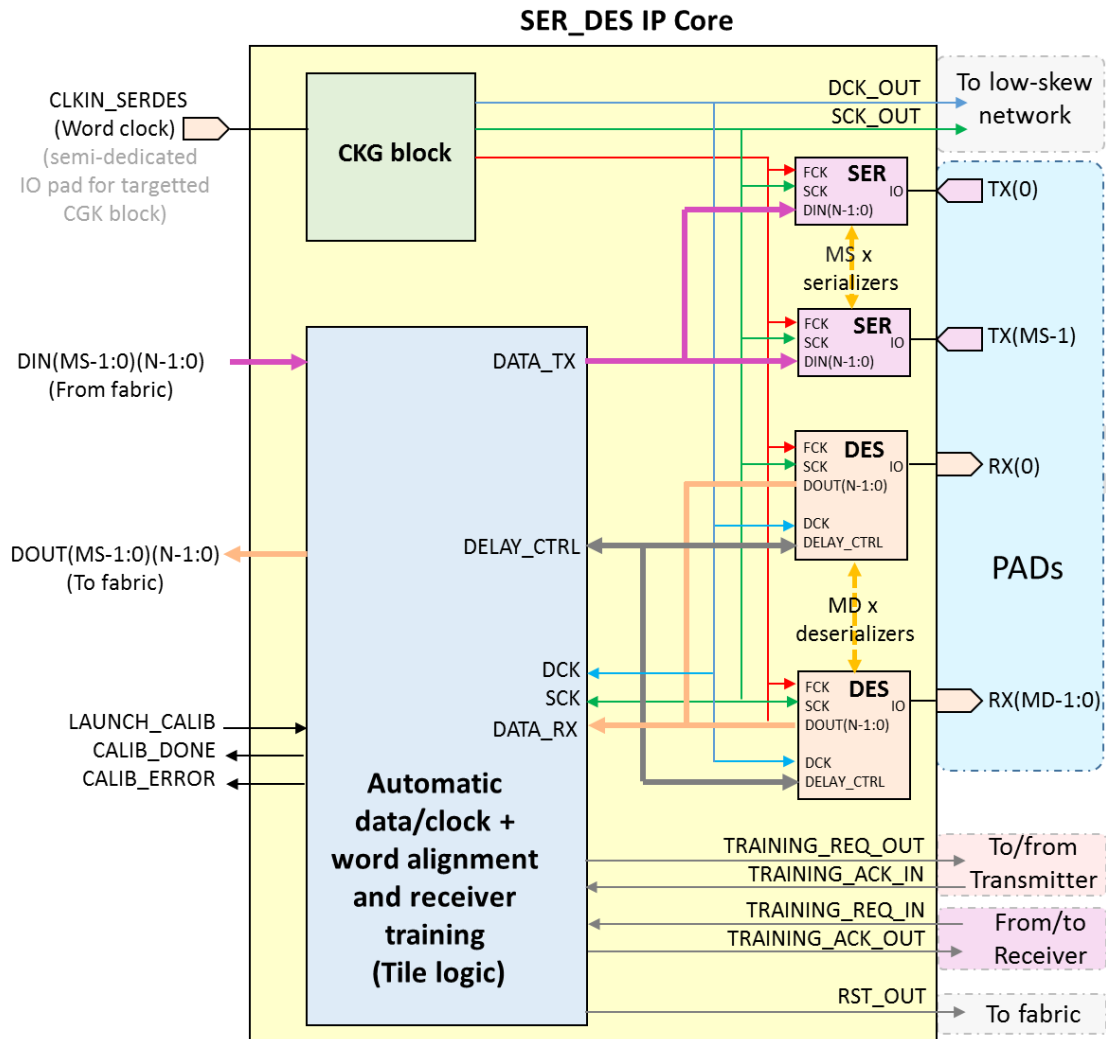 SER_DES IP Core
CLKIN_SERDES
(Word clock)
(semi-dedicated
IO pad for targetted
CGK block)
CKG block
DCK_OUT
SCK_OUT
To low-skew
network
FCK
SER
SCK
IO
DIN(N-1:0)
TX(0)
MS x
serializers
FCK
SER
SCK
IO
DIN(N-1:0)
TX(MS-1)
DIN(MS-1:0)(N-1:0)
(From fabric)
DATA_TX
FCK
DES
SCK
IO
DOUT(N-1:0)
DCK
DELAY_CTRL
RX(0)
PADs
DOUT(MS-1:0)(N-1:0)
(To fabric)
DELAY_CTRL
MD x
deserializers
DCK
SCK
DATA_RX
FCK
DES
SCK
IO
DOUT(N-1:0)
DCK
DELAY_CTRL
RX(MD-1:0)
LAUNCH_CALIB
CALIB_DONE
CALIB_ERROR
Automatic
data/clock +
word alignment
and receiver
training
(Tile logic)
TRAINING_REQ_OUT
TRAINING_ACK_IN
To/from
Transmitter
TRAINING_REQ_IN
TRAINING_ACK_OUT
From/to
Receiver
RST_OUT
To fabric